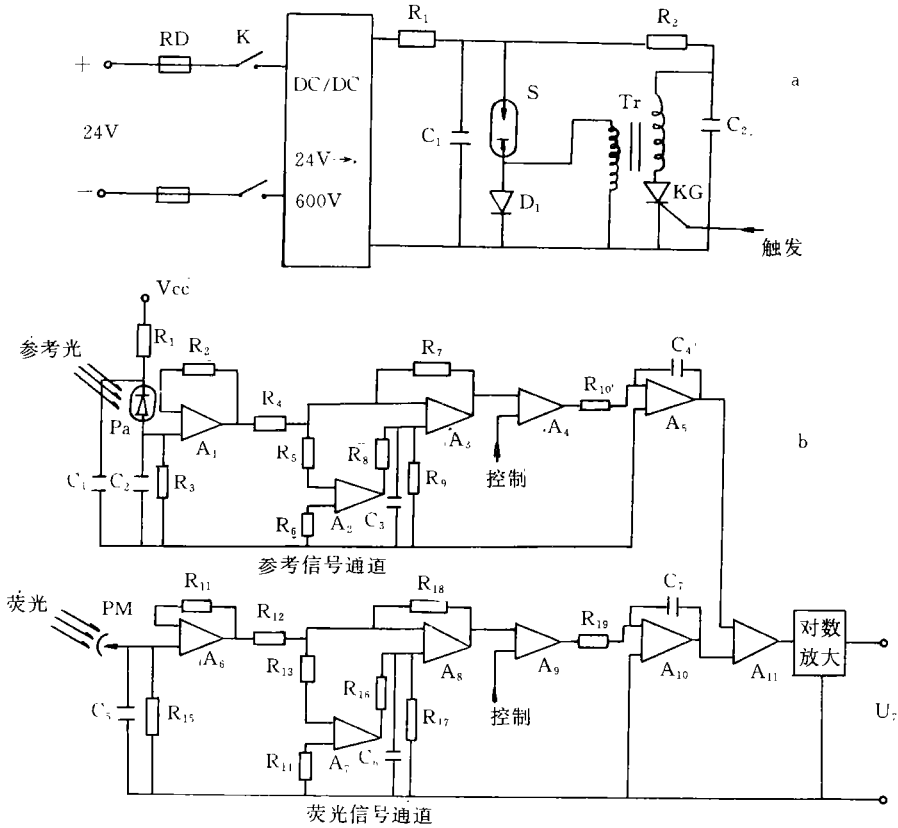 R₁
R₂
RD
K
+
a
DC/DC
S
Tr
24V
C₁
C₂
24V→
600V
−
D₁
KG
触发
Vcc
R₁
参考光
R₂
R₇
C₄
R₄
R₁₀
Pa
A₁
A₃
A₄
A₅
R₅
R₈
b
C₁
C₂
R₃
R₉
控制
R₆
A₂
C₃
参考信号通道
R₁₁
R₁₈
C₇
荧光
PM
R₁₂
R₁₉
对数
放大
A₆
A₈
A₉
A₁₀
A₁₁
R₁₃
R₁₆
C₅
R₁₅
R₁₇
控制
U₇
A₇
C₆
荧光信号通道